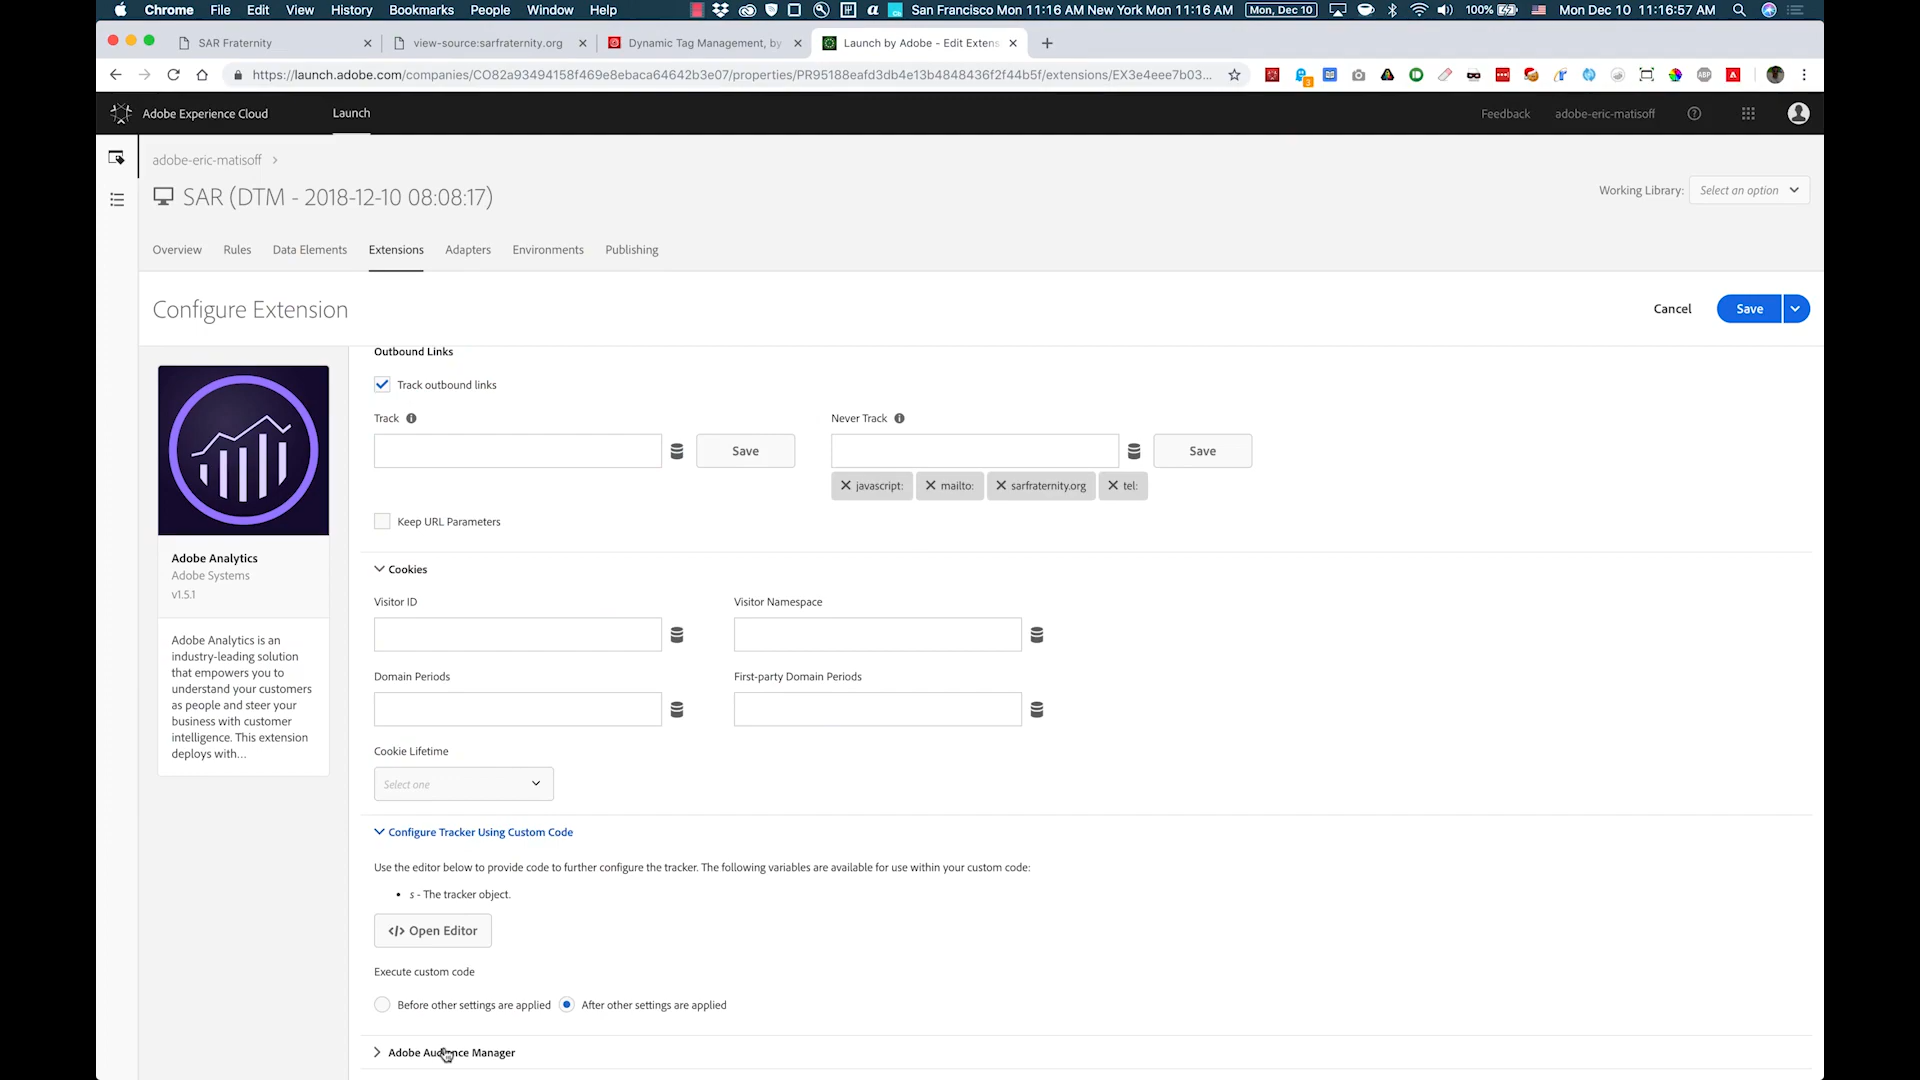 Chrome File Edit View History Bookmarks People Window Help San Francisco Mon 11:16 AM New York Mon 11:16 AM Mon, Dec 10 100% Mon Dec 10 11:16:57 AM
SAR Fraternity view-source:sarfraternity.org Dynamic Tag Management, by Launch by Adobe - Edit Extens
https://launch.adobe.com/companies/CO82a93494158f469e8ebaca64642b3e07/properties/PR95188eafd3db4e13b4848436f2f44b5f/extensions/EX3e4eee7b03... 3 ABP
Adobe Experience Cloud Launch Feedback adobe-eric-matisoff
adobe-eric-matisoff
SAR (DTM - 2018-12-10 08:08:17)
Working Library: Select an option
Overview Rules Data Elements Extensions Adapters Environments Publishing
Configure Extension
Cancel Save
Outbound Links
Track outbound links
Track Never Track
Save Save
javascript: mailto: sarfraternity.org tel:
Keep URL Parameters
Adobe Analytics
Adobe Systems
v1.5.1
Adobe Analytics is an
industry-leading solution
that empowers you to
understand your customers
as people and steer your
business with customer
intelligence. This extension
deploys with...
Cookies
Visitor ID Visitor Namespace
Domain Periods First-party Domain Periods
Cookie Lifetime
Select one
Configure Tracker Using Custom Code
Use the editor below to provide code to further configure the tracker. The following variables are available for use within your custom code:
• s - The tracker object.
</> Open Editor
Execute custom code
Before other settings are applied After other settings are applied
Adobe Audience Manager